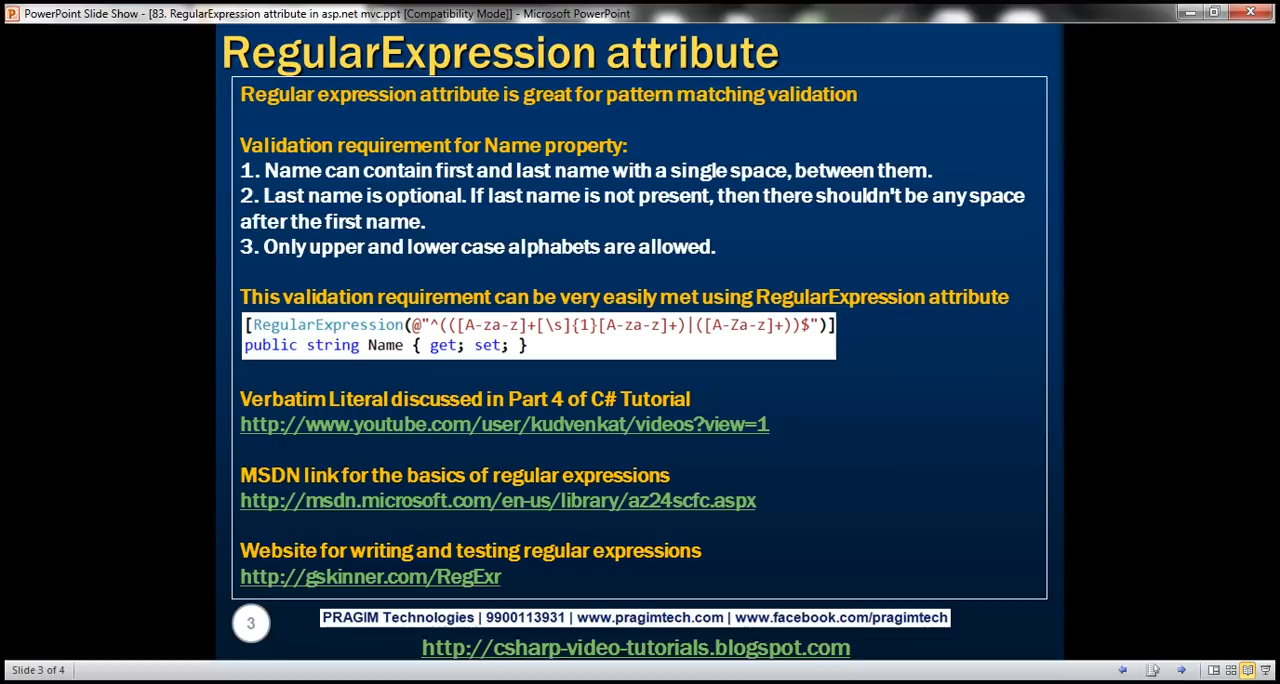 PowerPoint Slide Show - [83. RegularExpression attribute in asp.net mvc.ppt [Compatibility Mode]] - Microsoft PowerPoint
RegularExpression attribute
Regular expression attribute is great for pattern matching validation
Validation requirement for Name property:
1. Name can contain first and last name with a single space, between them.
2. Last name is optional. If last name is not present, then there shouldn't be any space
after the first name.
3. Only upper and lower case alphabets are allowed.
This validation requirement can be very easily met using RegularExpression attribute
[RegularExpression(@"^(([A-za-z]+[\s]{1}[A-za-z]+)|([A-Za-z]+))$")]
public string Name { get; set; }
Verbatim Literal discussed in Part 4 of C# Tutorial
http://www.youtube.com/user/kudvenkat/videos?view=1
MSDN link for the basics of regular expressions
http://msdn.microsoft.com/en-us/library/az24scfc.aspx
Website for writing and testing regular expressions
http://gskinner.com/RegExr
3
PRAGIM Technologies | 9900113931 | www.pragimtech.com | www.facebook.com/pragimtech
http://csharp-video-tutorials.blogspot.com
Slide 3 of 4